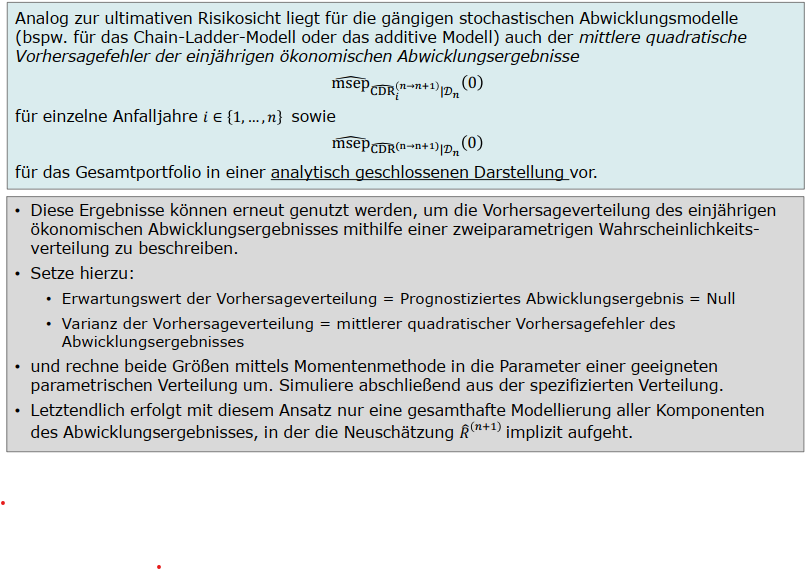 Analog zur ultimativen Risikosicht liegt für die gängigen stochastischen Abwicklungsmodelle
(bspw. für das Chain-Ladder-Modell oder das additive Modell) auch der mittlere quadratische
Vorhersagefehler der einjährigen ökonomischen Abwicklungsergebnisse
$\widehat{\mathrm{msep}}_{\widehat{\mathrm{CDR}}_i^{(n \to n+1)}|\mathcal{D}_n}(0)$
für einzelne Anfalljahre $i \in \{1, \ldots, n\}$ sowie
$\widehat{\mathrm{msep}}_{\widehat{\mathrm{CDR}}^{(n \to n+1)}|\mathcal{D}_n}(0)$
für das Gesamtportfolio in einer analytisch geschlossenen Darstellung vor.
• Diese Ergebnisse können erneut genutzt werden, um die Vorhersageverteilung des einjährigen
ökonomischen Abwicklungsergebnisses mithilfe einer zweiparametrigen Wahrscheinlichkeits-
verteilung zu beschreiben.
• Setze hierzu:
• Erwartungswert der Vorhersageverteilung = Prognostiziertes Abwicklungsergebnis = Null
• Varianz der Vorhersageverteilung = mittlerer quadratischer Vorhersagefehler des
Abwicklungsergebnisses
• und rechne beide Größen mittels Momentenmethode in die Parameter einer geeigneten
parametrischen Verteilung um. Simuliere abschließend aus der spezifizierten Verteilung.
• Letztendlich erfolgt mit diesem Ansatz nur eine gesamthafte Modellierung aller Komponenten
des Abwicklungsergebnisses, in der die Neuschätzung $\hat{R}^{(n+1)}$ implizit aufgeht.